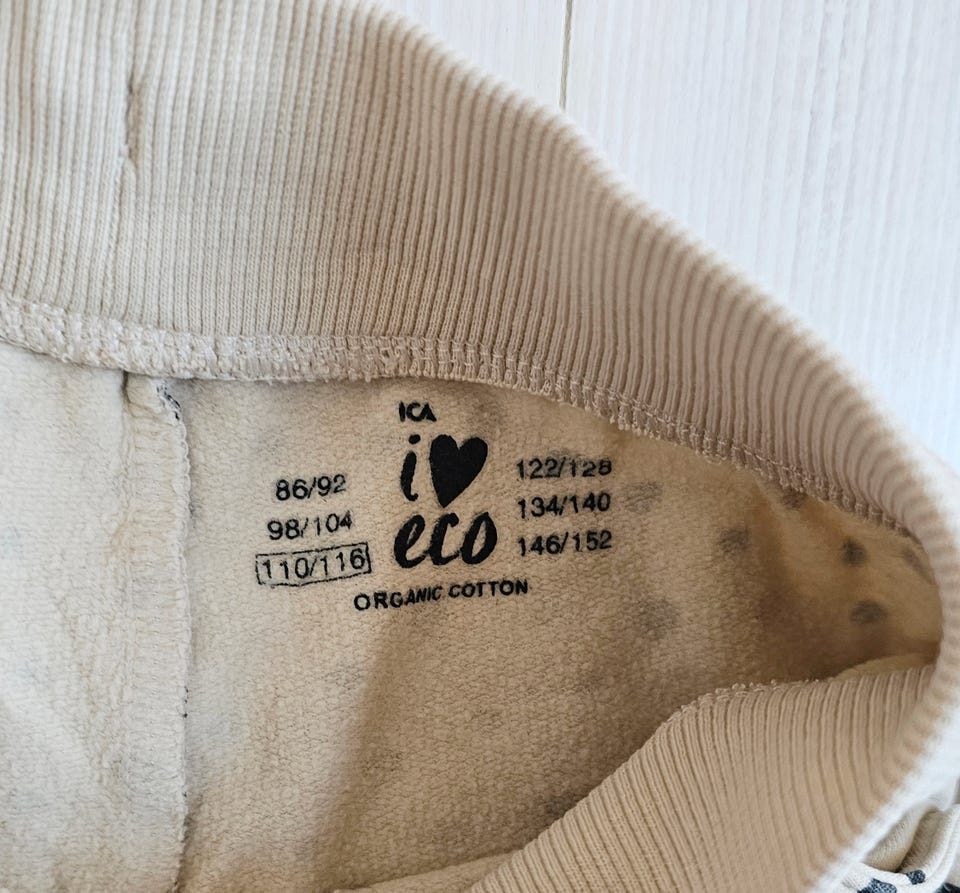 ICA
i♥
eco
86/92
98/104
110/116
122/128
134/140
146/152
ORGANIC COTTON